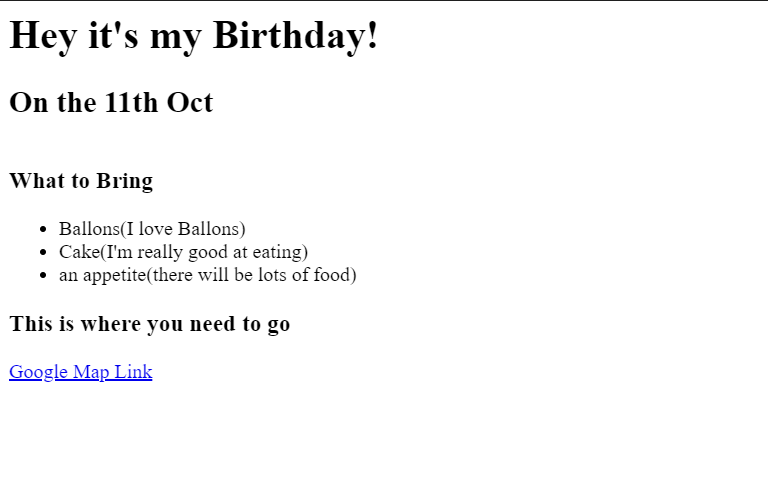 Hey it's my Birthday!
On the 11th Oct
What to Bring
Ballons(I love Ballons)
Cake(I'm really good at eating)
an appetite(there will be lots of food)
This is where you need to go
Google Map Link